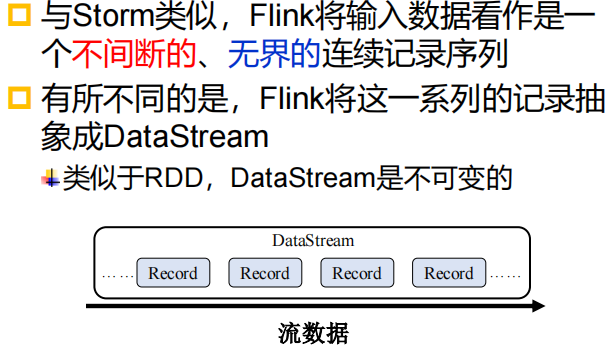 与Storm类似，Flink将输入数据看作是一
个不间断的、无界的连续记录序列
有所不同的是，Flink将这一系列的记录抽
象成DataStream
类似于RDD，DataStream是不可变的
DataStream
…… Record Record Record Record ……
流数据